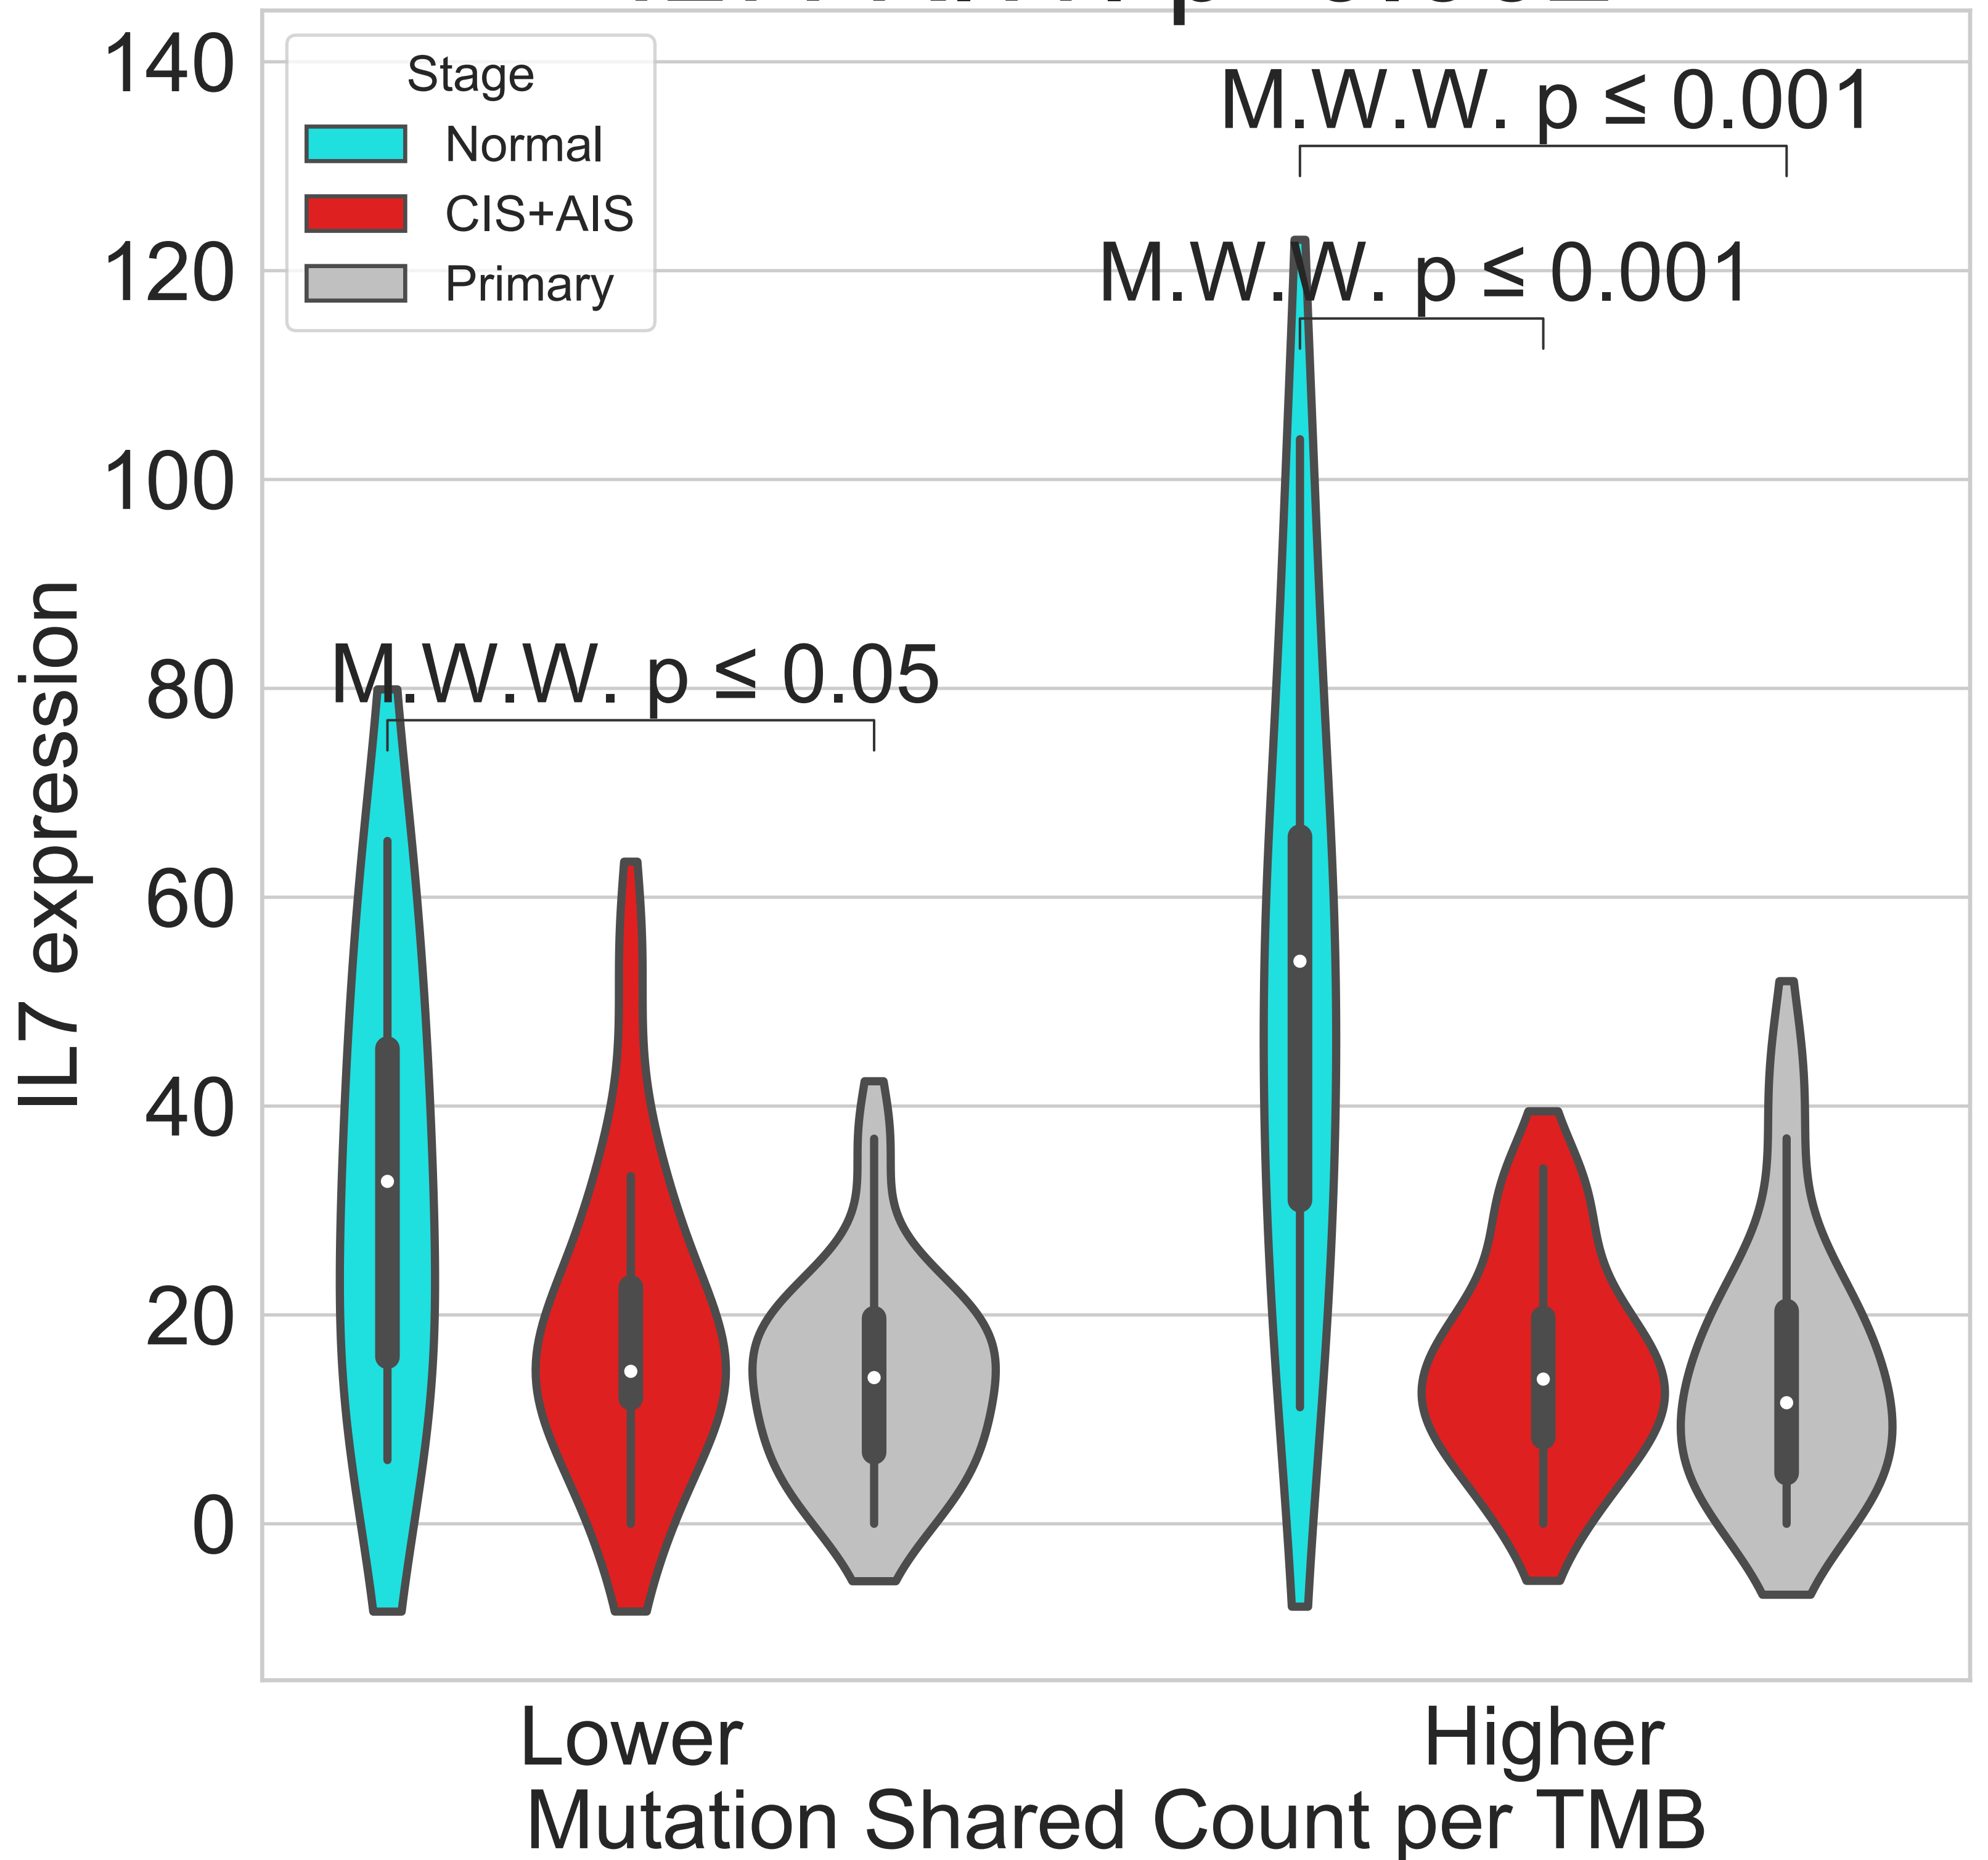 Stage
Normal
CIS+AIS
Primary
M.W.W. p ≤ 0.001
M.W.W. p ≤ 0.001
M.W.W. p ≤ 0.05
140
120
100
80
60
40
20
0
IL7 expression
Lower
Higher
Mutation Shared Count per TMB